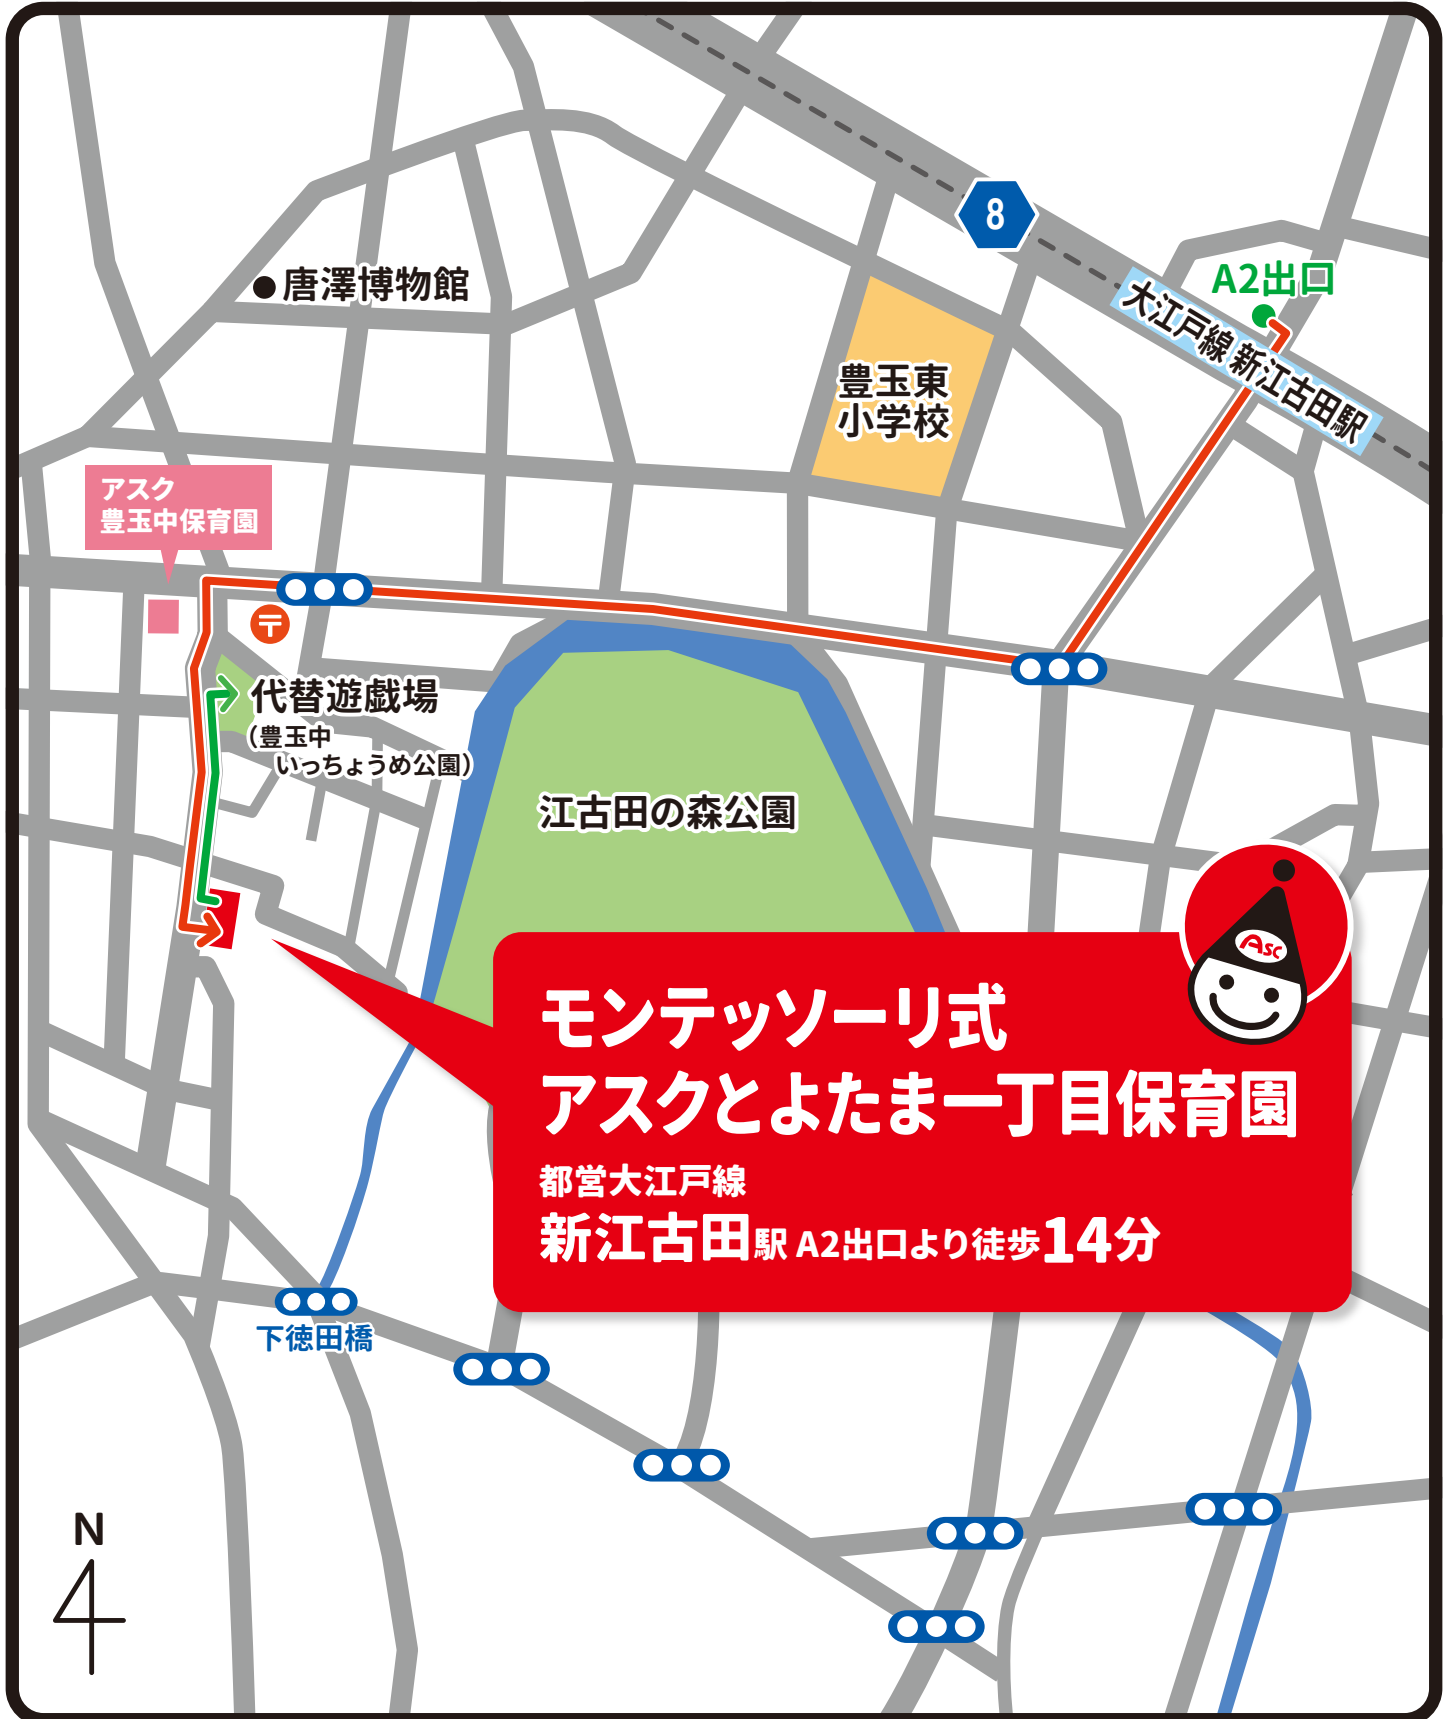 8
A2出口
大江戸線 新江古田駅
唐澤博物館
豊玉東
小学校
アスク
豊玉中保育園
〒
代替遊戯場
(豊玉中
いっちょうめ公園)
江古田の森公園
ASC
モンテッソーリ式
アスクとよたま一丁目保育園
都営大江戸線
新江古田駅 A2出口より徒歩14分
下徳田橋
N